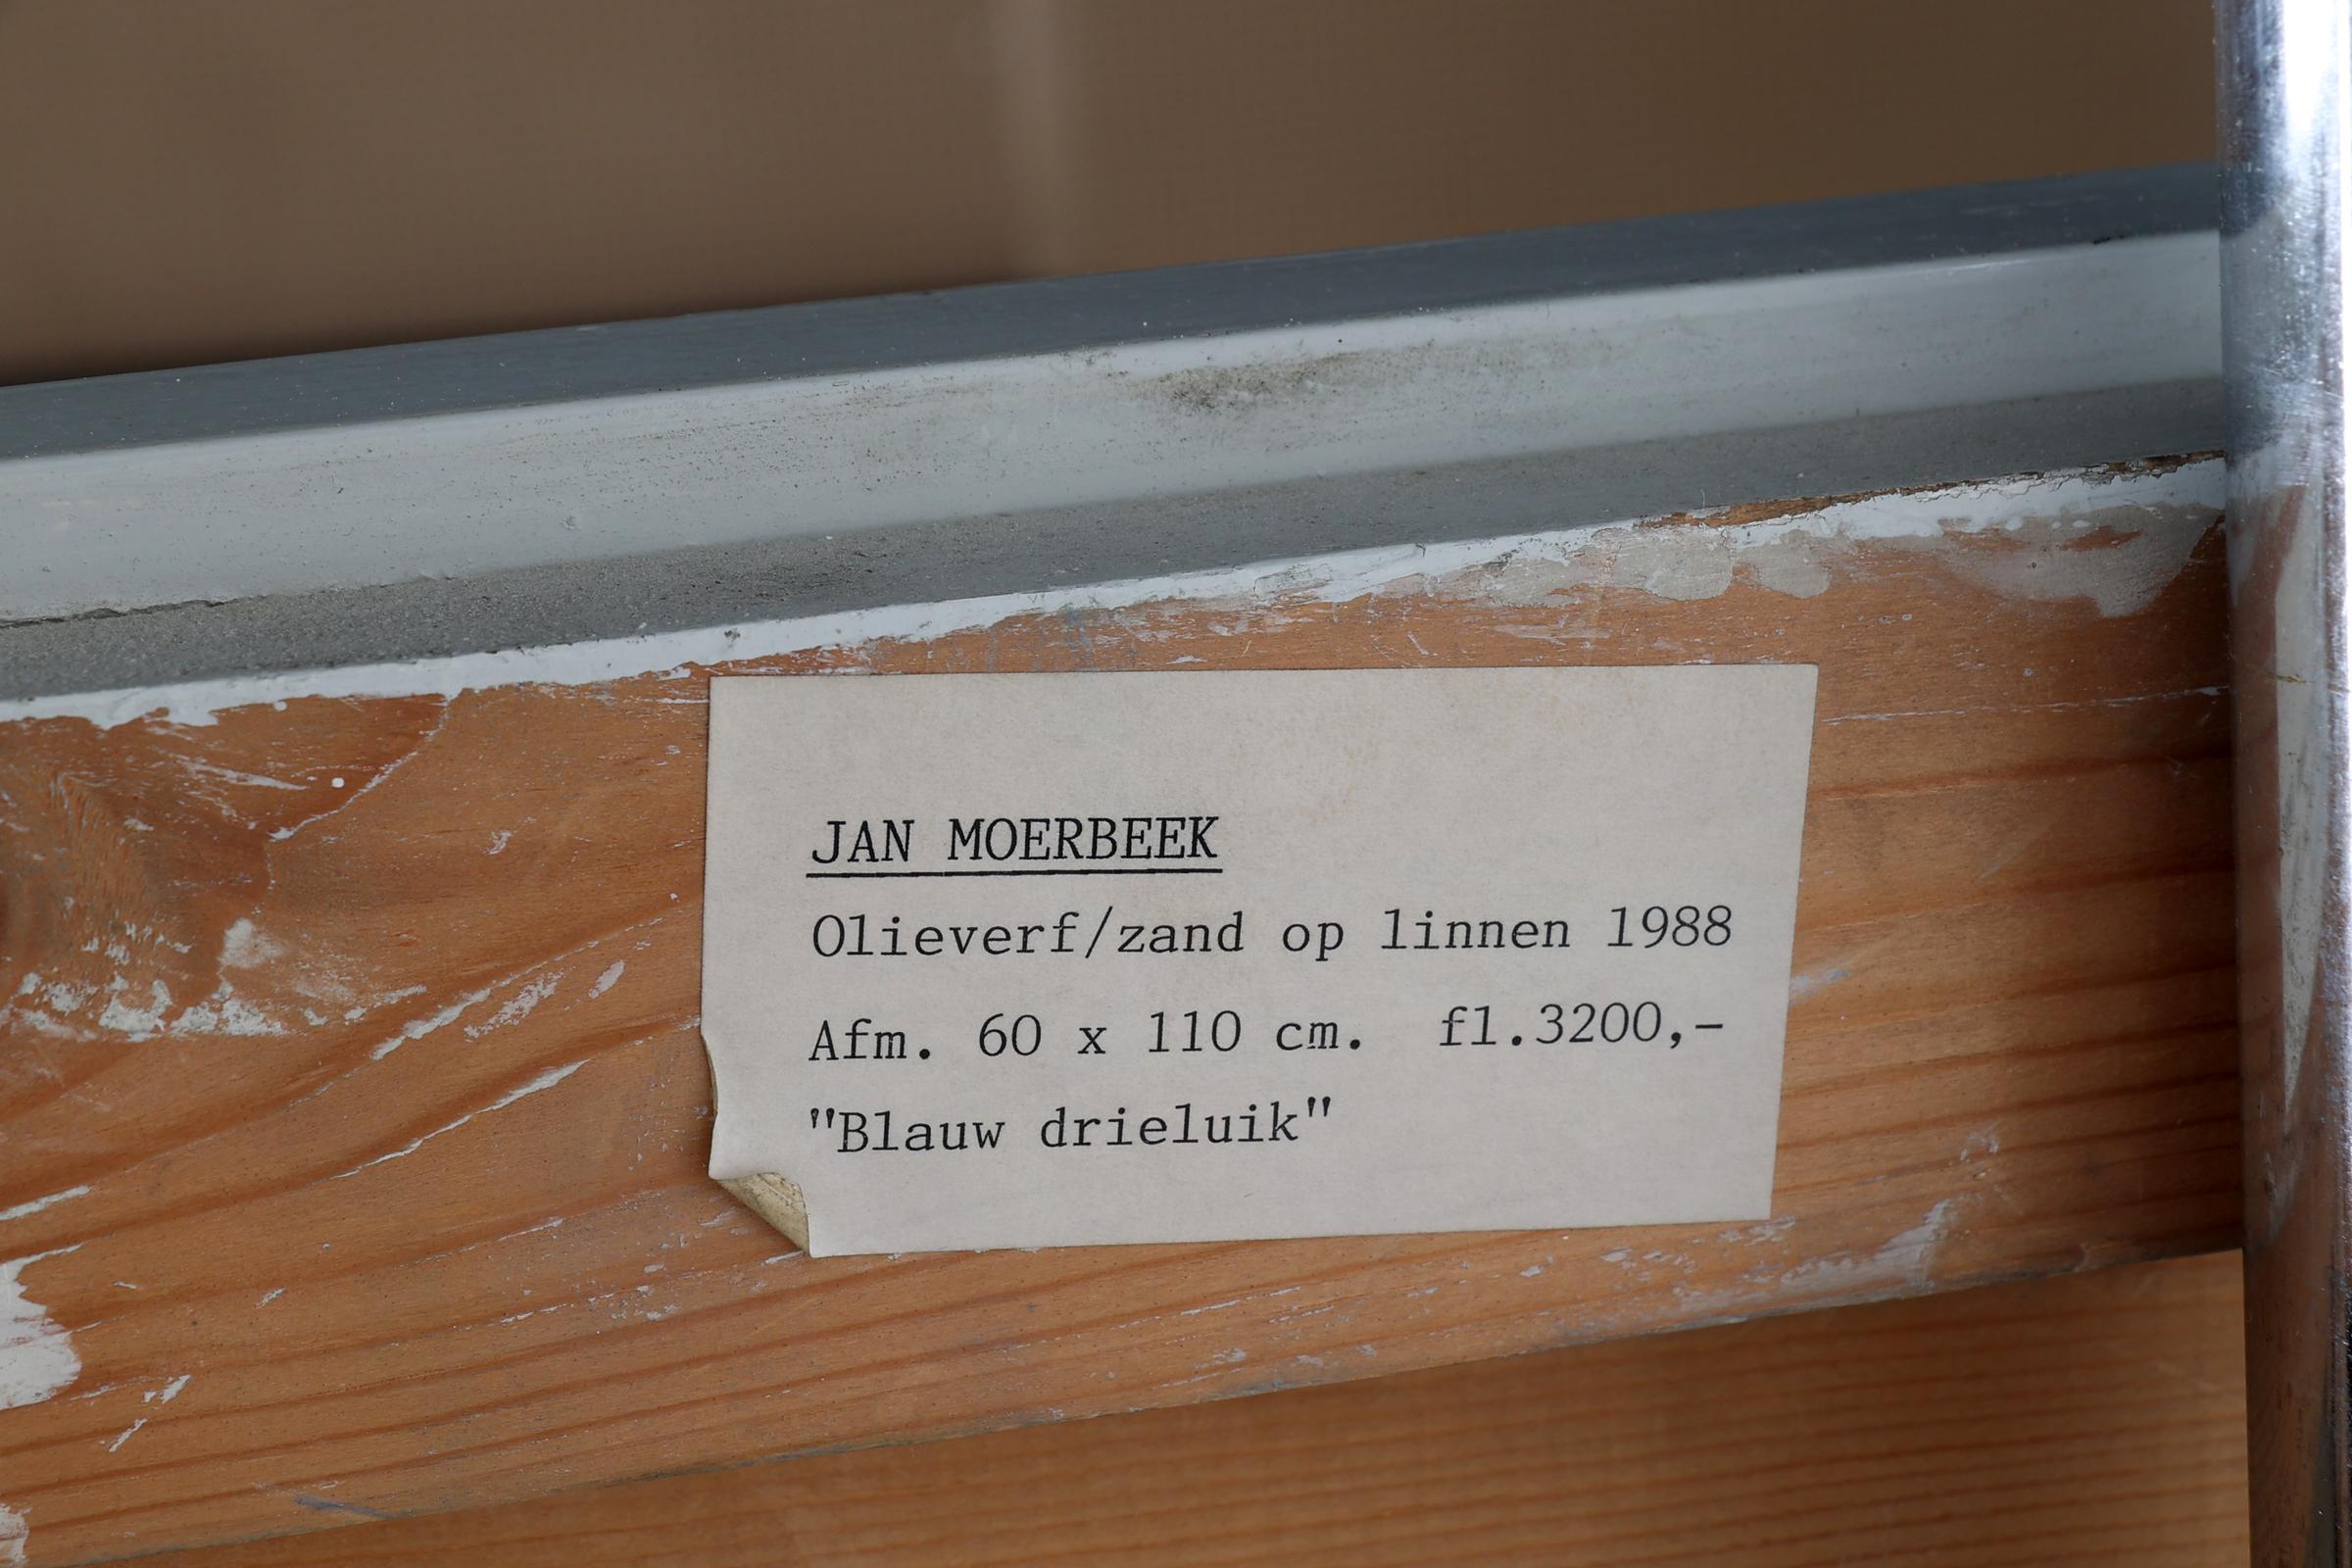 JAN MOERBEEK
Olieverf/zand op linnen 1988
Afm. 60 x 110 cm. fl.3200,-
"Blauw drieluik"